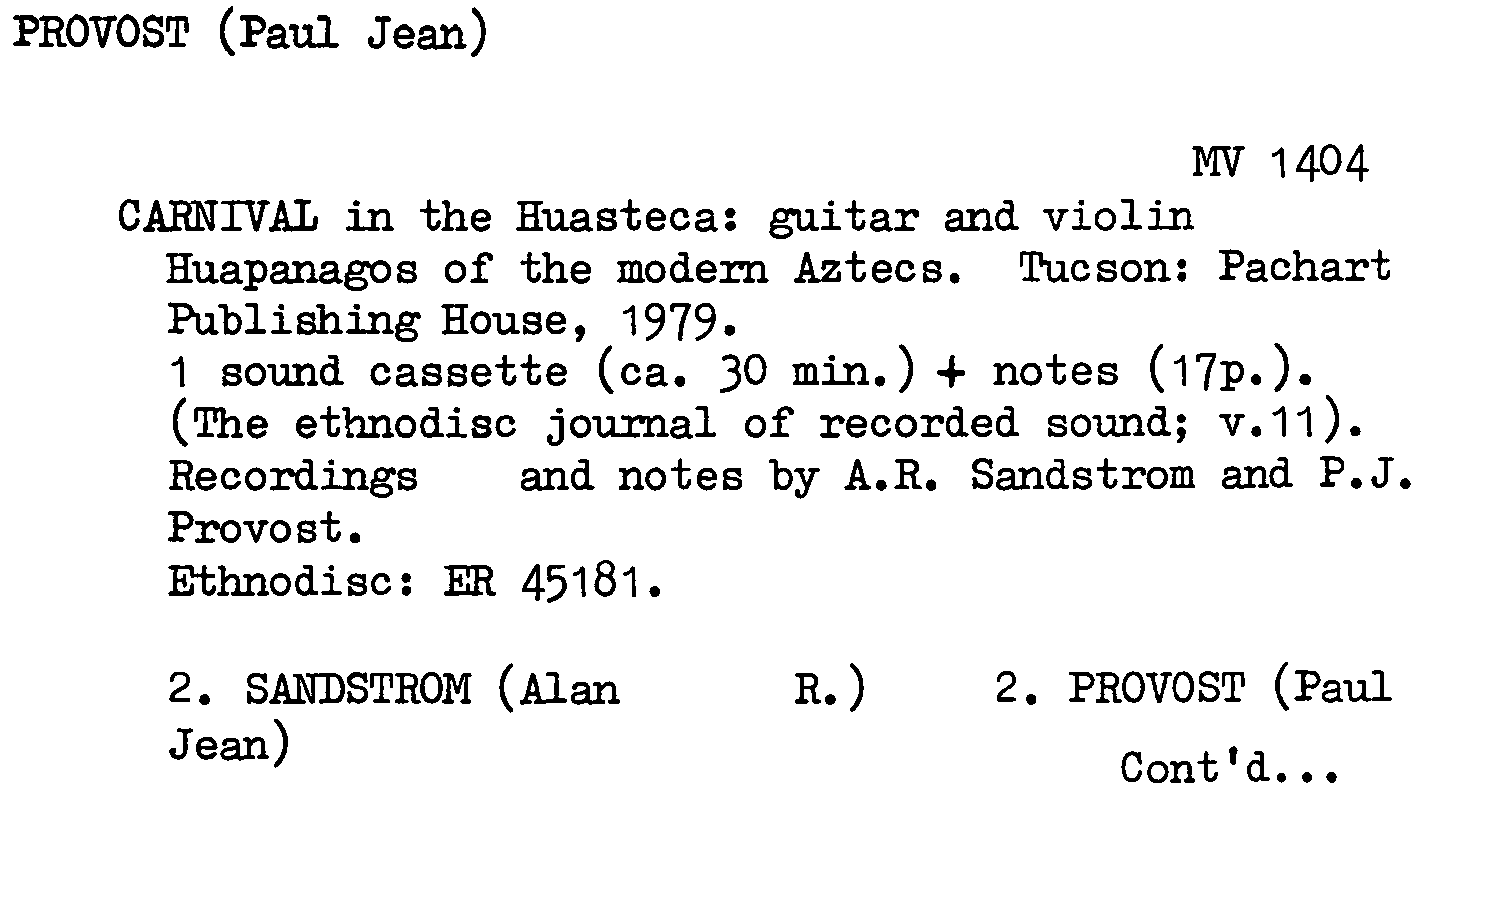 PROVOST (Paul Jean)
MV 1404
CARNIVAL in the Huasteca: guitar and violin
Huapanagos of the modern Aztecs. Tucson: Pachart
Publishing House, 1979.
1 sound cassette (ca. 30 min.) + notes (17p.).
(The ethnodisc journal of recorded sound; v.11).
Recordings and notes by A.R. Sandstrom and P.J.
Provost.
Ethnodisc: ER 45181.
2. SANDSTROM (Alan R.) 2. PROVOST (Paul
Jean)
Cont'd...